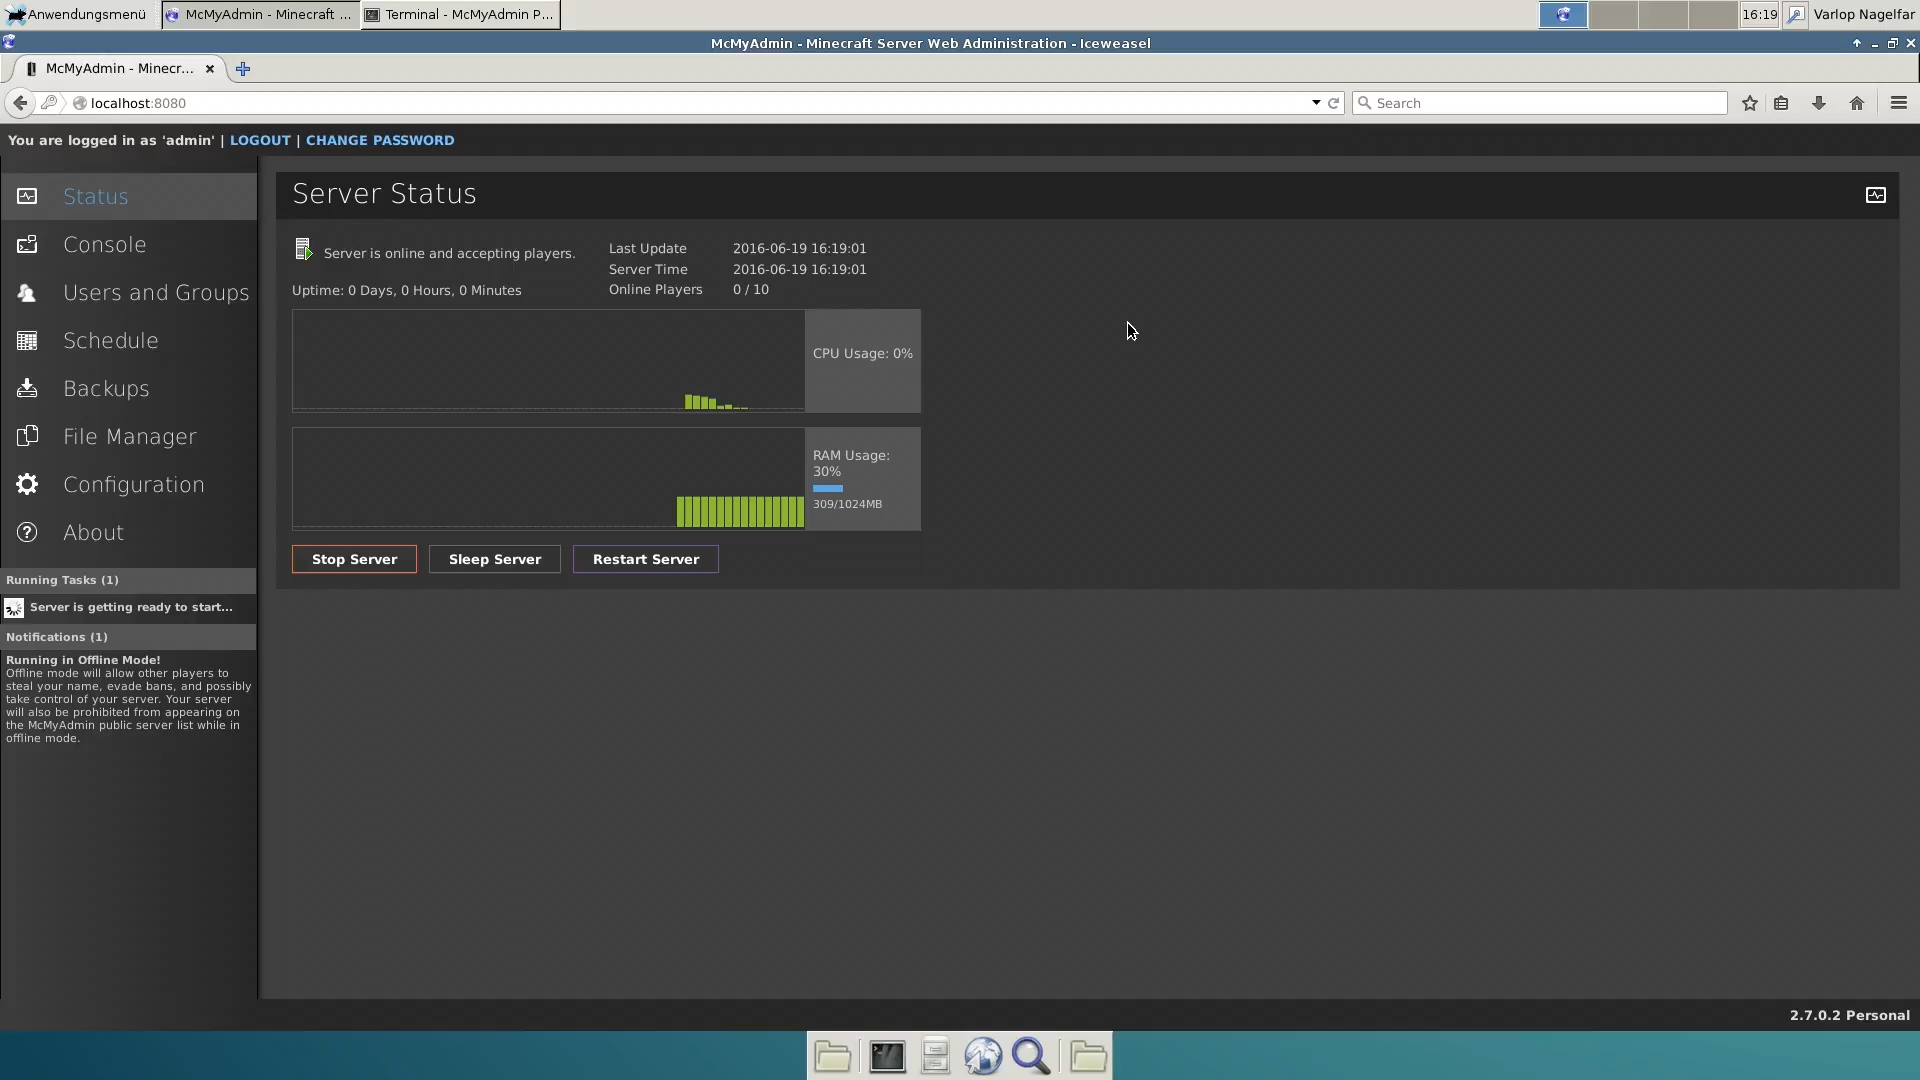 Anwendungsmenü
McMyAdmin - Minecraft ...
Terminal - McMyAdmin P...
16:19
Varlop Nagelfar
McMyAdmin - Minecraft Server Web Administration - Iceweasel
McMyAdmin - Minecr...
localhost:8080
Search
You are logged in as 'admin' | LOGOUT | CHANGE PASSWORD
Status
Console
Users and Groups
Schedule
Backups
File Manager
Configuration
About
Running Tasks (1)
Server is getting ready to start...
Notifications (1)
Running in Offline Mode!
Offline mode will allow other players to
steal your name, evade bans, and possibly
take control of your server. Your server
will also be prohibited from appearing on
the McMyAdmin public server list while in
offline mode.
Server Status
Server is online and accepting players.
Uptime: 0 Days, 0 Hours, 0 Minutes
Last Update 2016-06-19 16:19:01
Server Time 2016-06-19 16:19:01
Online Players 0 / 10
CPU Usage: 0%
RAM Usage:
30%
309/1024MB
Stop Server
Sleep Server
Restart Server
2.7.0.2 Personal